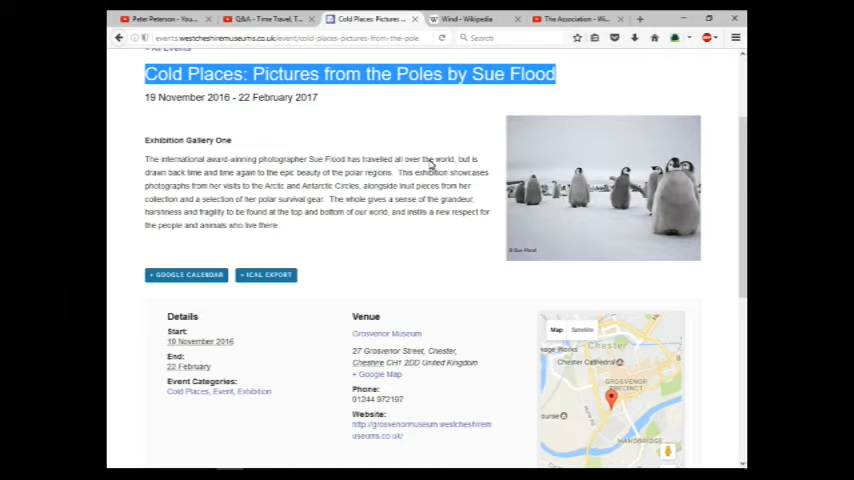 Peter Peterson - You...
Q&A - Time Travel, T...
Cold Places: Pictures ...
Wind - Wikipedia
The Association - Wi...
events.westcheshiremuseums.co.uk/event/cold-places-pictures-from-the-pole
Search
« All Events
Cold Places: Pictures from the Poles by Sue Flood
19 November 2016 - 22 February 2017
Exhibition Gallery One
The international award-winning photographer Sue Flood has travelled all over the world, but is
drawn back time and time again to the epic beauty of the polar regions. This exhibition showcases
photographs from her visits to the Arctic and Antarctic Circles, alongside Inuit pieces from her
collection and a selection of her polar survival gear. The whole gives a sense of the grandeur,
harshness and fragility to be found at the top and bottom of our world, and instils a new respect for
the people and animals who live there.
© Sue Flood
+ GOOGLE CALENDAR
+ ICAL EXPORT
Details
Start:
19 November 2016
End:
22 February
Event Categories:
Cold Places, Event, Exhibition
Venue
Grosvenor Museum
27 Grosvenor Street, Chester,
Cheshire CH1 2DD United Kingdom
+ Google Map
Phone:
01244 972197
Website:
http://grosvenormuseum.westcheshirem
useums.co.uk/
Map
Satellite
Chester
Chester Cathedral
GROSVENOR
PRECINCT
ourse
HANDBRIDGE